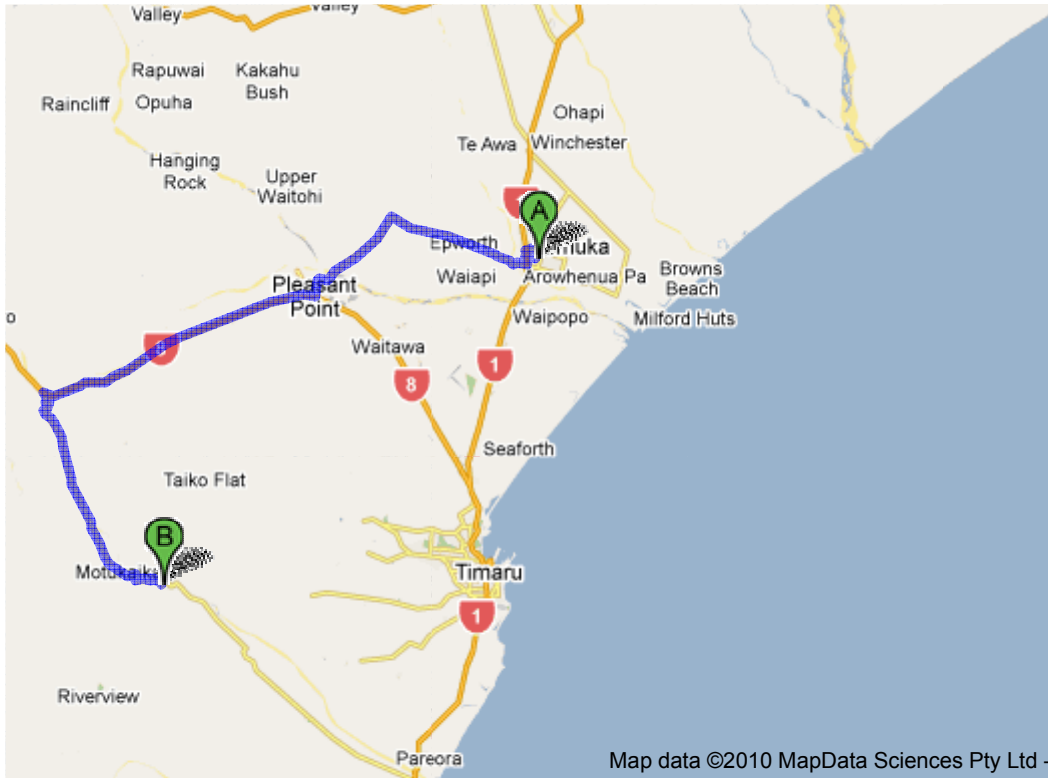 Valley
Valley
Rapuwai
Kakahu
Bush
Raincliff
Opuha
Ohapi
Te Awa
Winchester
Hanging
Rock
Upper
Waitohi
A
Epworth
Waiapi
Arowhenua Pa
Browns
Beach
Pleasant
Point
Waipopo
Milford Huts
Waitawa
1
8
Seaforth
Taiko Flat
B
Timaru
1
Riverview
Pareora
Map data ©2010 MapData Sciences Pty Ltd -